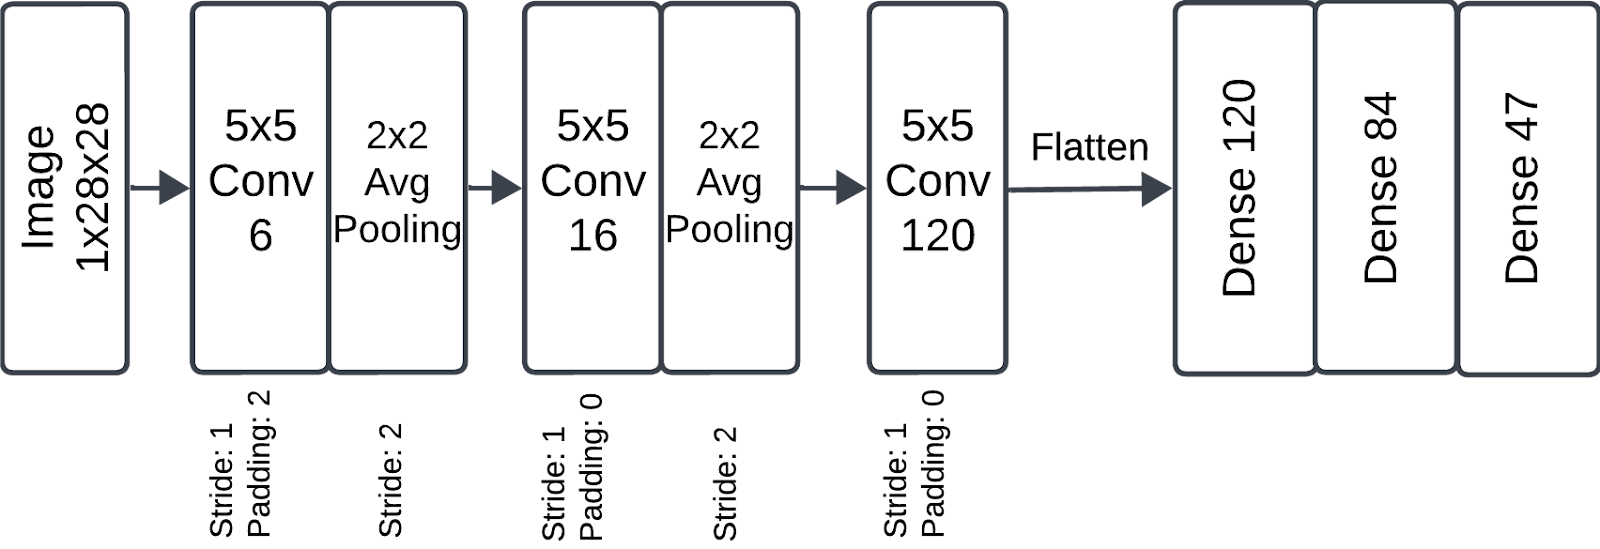 Image
1x28x28
5x5
Conv
6
2x2
Avg
Pooling
5x5
Conv
16
2x2
Avg
Pooling
5x5
Conv
120
Flatten
Dense 120
Dense 84
Dense 47
Stride: 1
Padding: 2
Stride: 2
Stride: 1
Padding: 0
Stride: 2
Stride: 1
Padding: 0